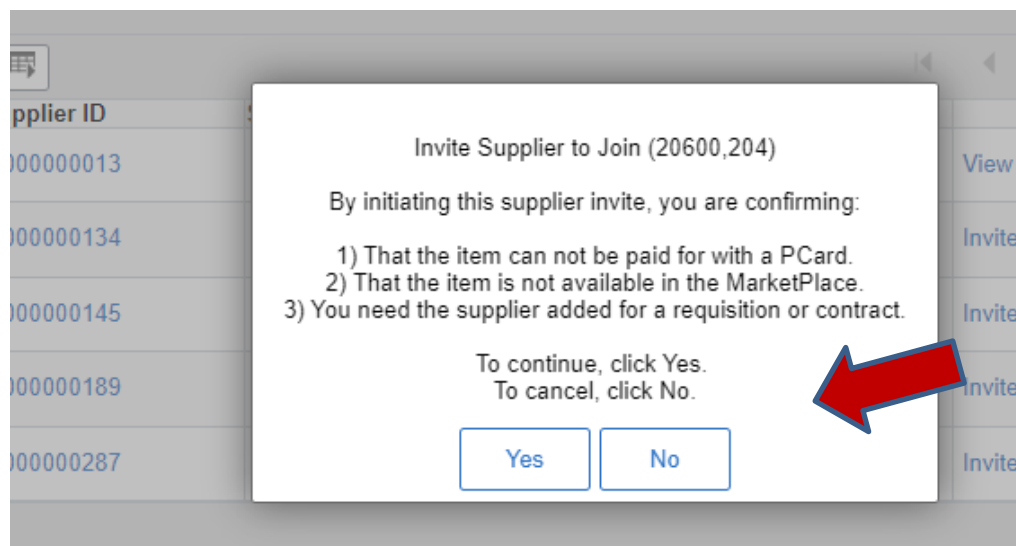 pplier ID
Invite Supplier to Join (20600,204)
000000013
View
By initiating this supplier invite, you are confirming:
000000134
Invite
1) That the item can not be paid for with a PCard.
2) That the item is not available in the MarketPlace.
3) You need the supplier added for a requisition or contract.
000000145
Invite
To continue, click Yes.
To cancel, click No.
000000189
Invite
Yes
No
000000287
Invite